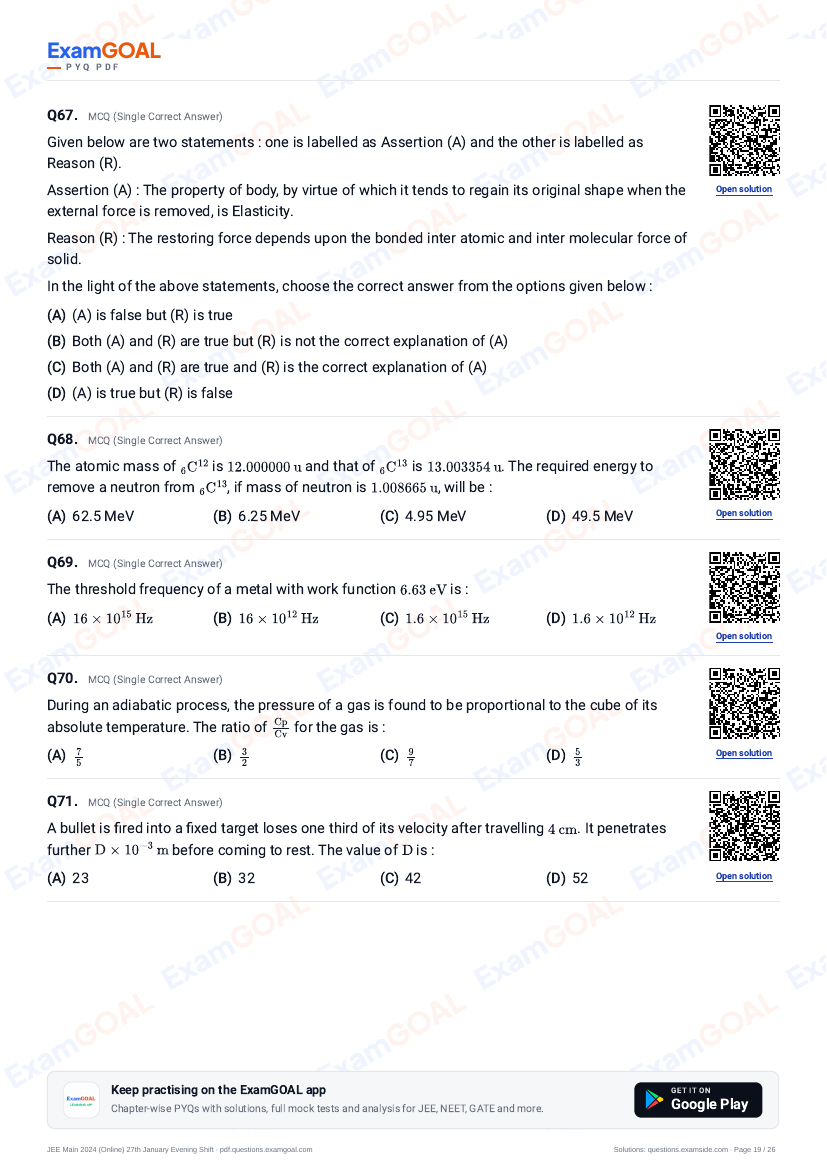 ExamGOAL
PYQ PDF
Q67. MCQ (Single Correct Answer)
Given below are two statements : one is labelled as Assertion (A) and the other is labelled as
Reason (R).
Assertion (A) : The property of body, by virtue of which it tends to regain its original shape when the
external force is removed, is Elasticity.
Reason (R) : The restoring force depends upon the bonded inter atomic and inter molecular force of
solid.
In the light of the above statements, choose the correct answer from the options given below :
(A) (A) is false but (R) is true
(B) Both (A) and (R) are true but (R) is not the correct explanation of (A)
(C) Both (A) and (R) are true and (R) is the correct explanation of (A)
(D) (A) is true but (R) is false
Open solution
Q68. MCQ (Single Correct Answer)
The atomic mass of ₆C¹² is 12.000000 u and that of ₆C¹³ is 13.003354 u. The required energy to
remove a neutron from ₆C¹³, if mass of neutron is 1.008665 u, will be :
(A) 62.5 MeV (B) 6.25 MeV (C) 4.95 MeV (D) 49.5 MeV
Open solution
Q69. MCQ (Single Correct Answer)
The threshold frequency of a metal with work function 6.63 eV is :
(A) 16 × 10¹⁵ Hz (B) 16 × 10¹² Hz (C) 1.6 × 10¹⁵ Hz (D) 1.6 × 10¹² Hz
Open solution
Q70. MCQ (Single Correct Answer)
During an adiabatic process, the pressure of a gas is found to be proportional to the cube of its
absolute temperature. The ratio of Cp/Cv for the gas is :
(A) 7/5 (B) 3/2 (C) 9/7 (D) 5/3
Open solution
Q71. MCQ (Single Correct Answer)
A bullet is fired into a fixed target loses one third of its velocity after travelling 4 cm. It penetrates
further D × 10⁻³ m before coming to rest. The value of D is :
(A) 23 (B) 32 (C) 42 (D) 52
Open solution
ExamGOAL
Keep practising on the ExamGOAL app
Chapter-wise PYQs with solutions, full mock tests and analysis for JEE, NEET, GATE and more.
GET IT ON
Google Play
JEE Main 2024 (Online) 27th January Evening Shift · pdf.questions.examgoal.com
Solutions: questions.examside.com · Page 19 / 26